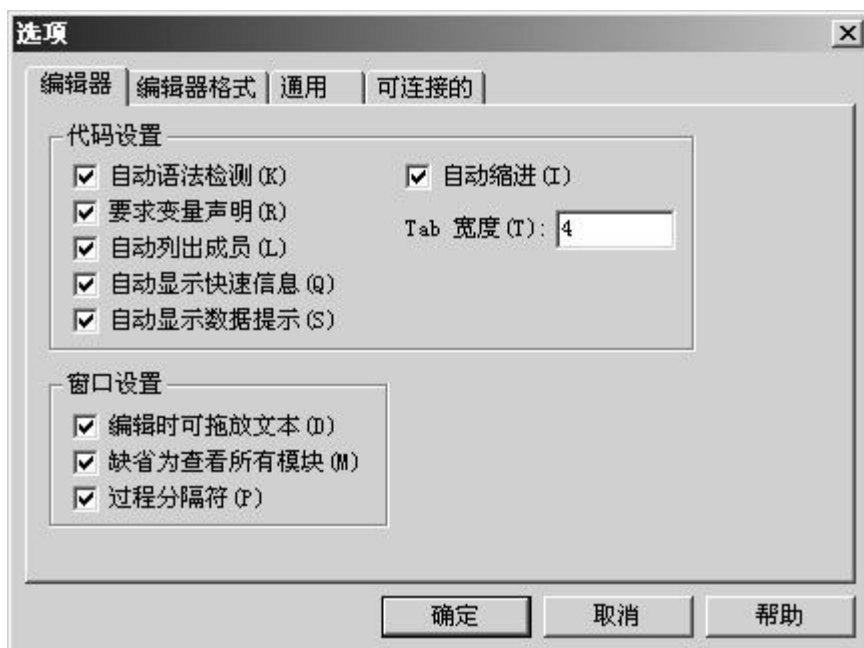 选项
编辑器 编辑器格式 通用 可连接的
代码设置
自动语法检测(K)
要求变量声明(R)
自动列出成员(L)
自动显示快速信息(Q)
自动显示数据提示(S)
自动缩进(I)
Tab 宽度(T): 4
窗口设置
编辑时可拖放文本(D)
缺省为查看所有模块(M)
过程分隔符(P)
确定 取消 帮助